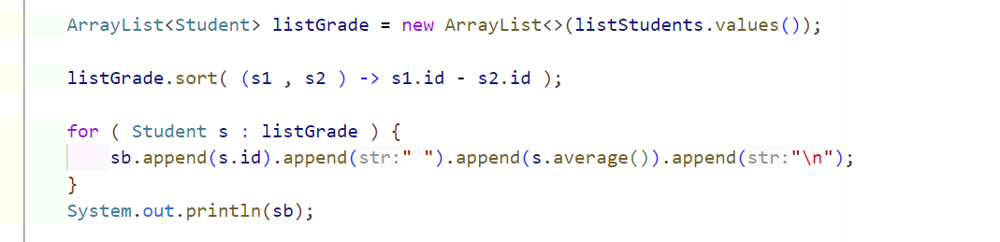 ArrayList<Student> listGrade = new ArrayList<>(listStudents.values());
listGrade.sort( (s1 , s2 ) -> s1.id - s2.id );
for ( Student s : listGrade ) {
sb.append(s.id).append(str:" ").append(s.average()).append(str:"\n");
}
System.out.println(sb);